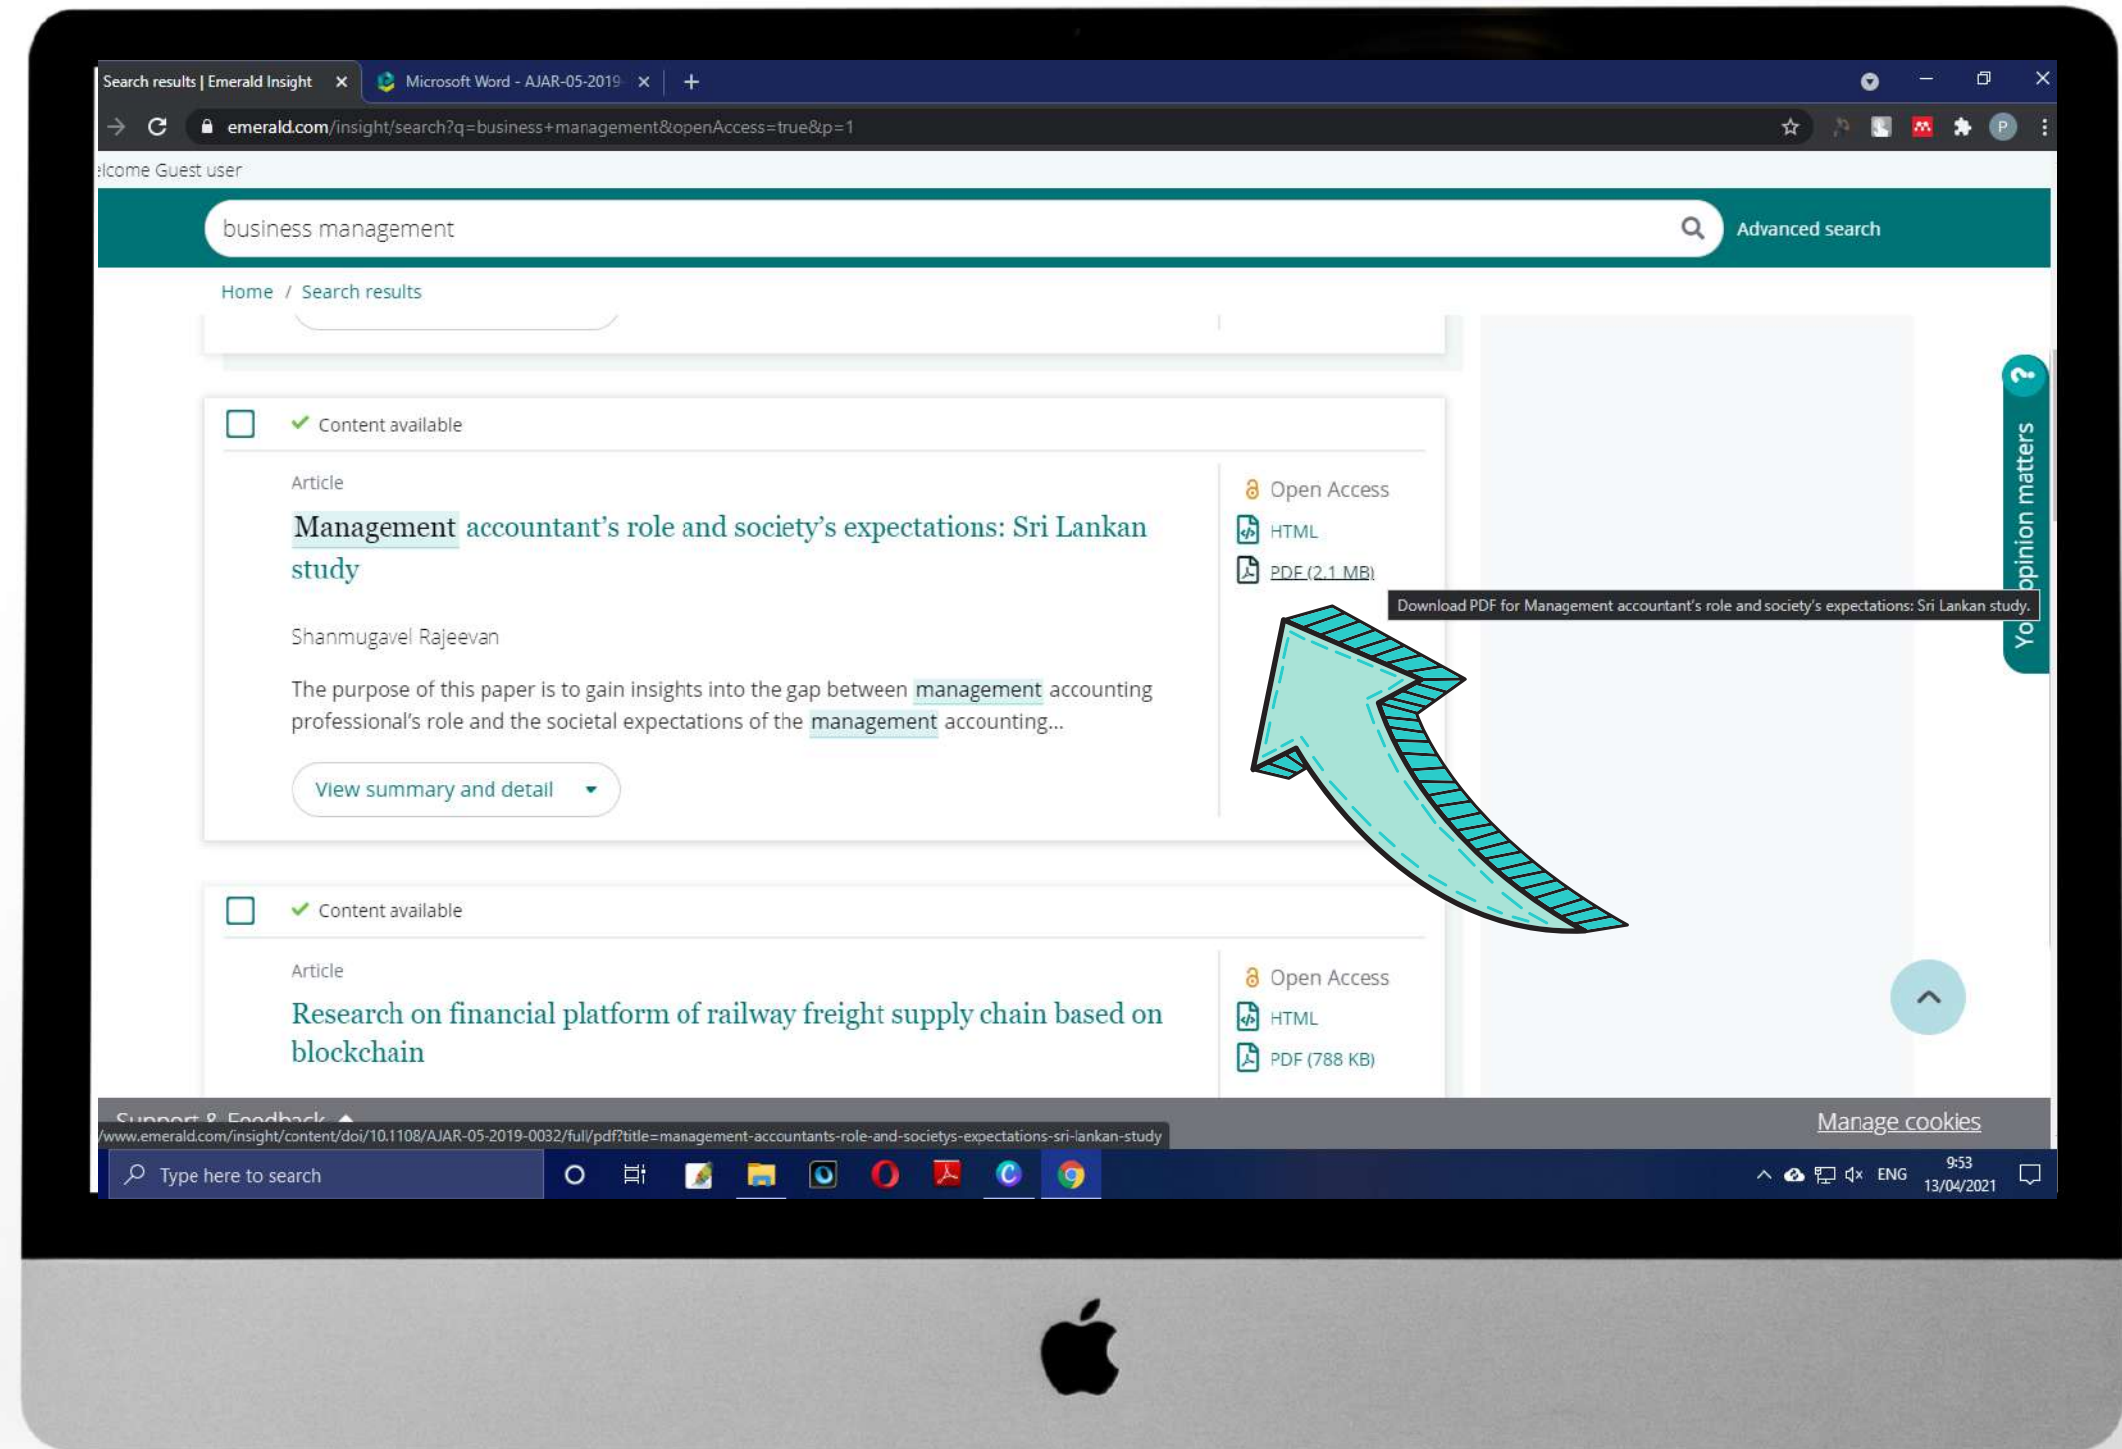 Search results | Emerald Insight
Microsoft Word - AJAR-05-2019-
emerald.com/insight/search?q=business+management&openAccess=true&p=1
elcome Guest user
business management
Advanced search
Home / Search results
Content available
Article
Management accountant's role and society's expectations: Sri Lankan
study
Shanmugavel Rajeevan
The purpose of this paper is to gain insights into the gap between management accounting
professional's role and the societal expectations of the management accounting...
View summary and detail
Open Access
HTML
PDF (2.1 MB)
Download PDF for Management accountant's role and society's expectations: Sri Lankan study.
Your opinion matters
Content available
Article
Research on financial platform of railway freight supply chain based on
blockchain
Open Access
HTML
PDF (788 KB)
Support & Feedback
Manage cookies
/www.emerald.com/insight/content/doi/10.1108/AJAR-05-2019-0032/full/pdf?title=management-accountants-role-and-societys-expectations-sri-lankan-study
Type here to search
ENG
9:53
13/04/2021